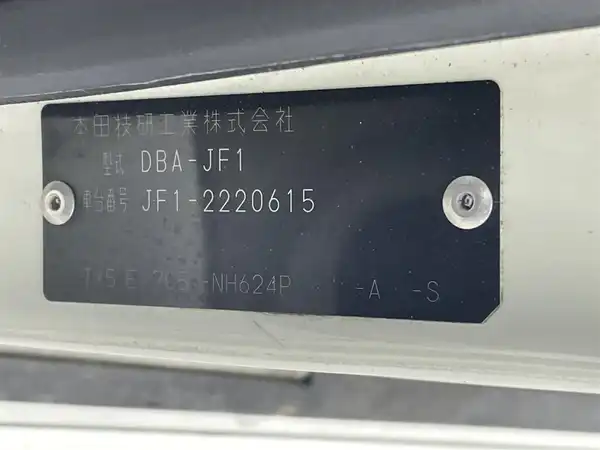 本田技研工業株式会社
型式 DBA-JF1
車台番号 JF1-2220615
-NH624P -A -S